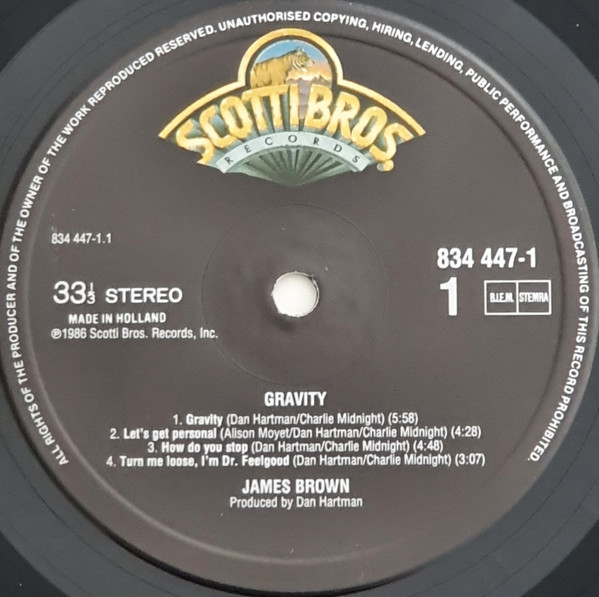 ALL RIGHTS OF THE PRODUCER AND OF THE OWNER OF THE WORK REPRODUCED RESERVED. UNAUTHORISED COPYING, HIRING, LENDING, PUBLIC PERFORMANCE AND BROADCASTING OF THIS RECORD PROHIBITED.
SCOTTI BROS.
RECORDS
834 447-1.1
834 447-1
33⅓ STEREO
1
B.I.E.M. STEMRA
MADE IN HOLLAND
℗1986 Scotti Bros. Records, Inc.
GRAVITY
1. Gravity (Dan Hartman/Charlie Midnight) (5:58)
2. Let's get personal (Alison Moyet/Dan Hartman/Charlie Midnight) (4:28)
3. How do you stop (Dan Hartman/Charlie Midnight) (4:48)
4. Turn me loose, I'm Dr. Feelgood (Dan Hartman/Charlie Midnight) (3:07)
JAMES BROWN
Produced by Dan Hartman